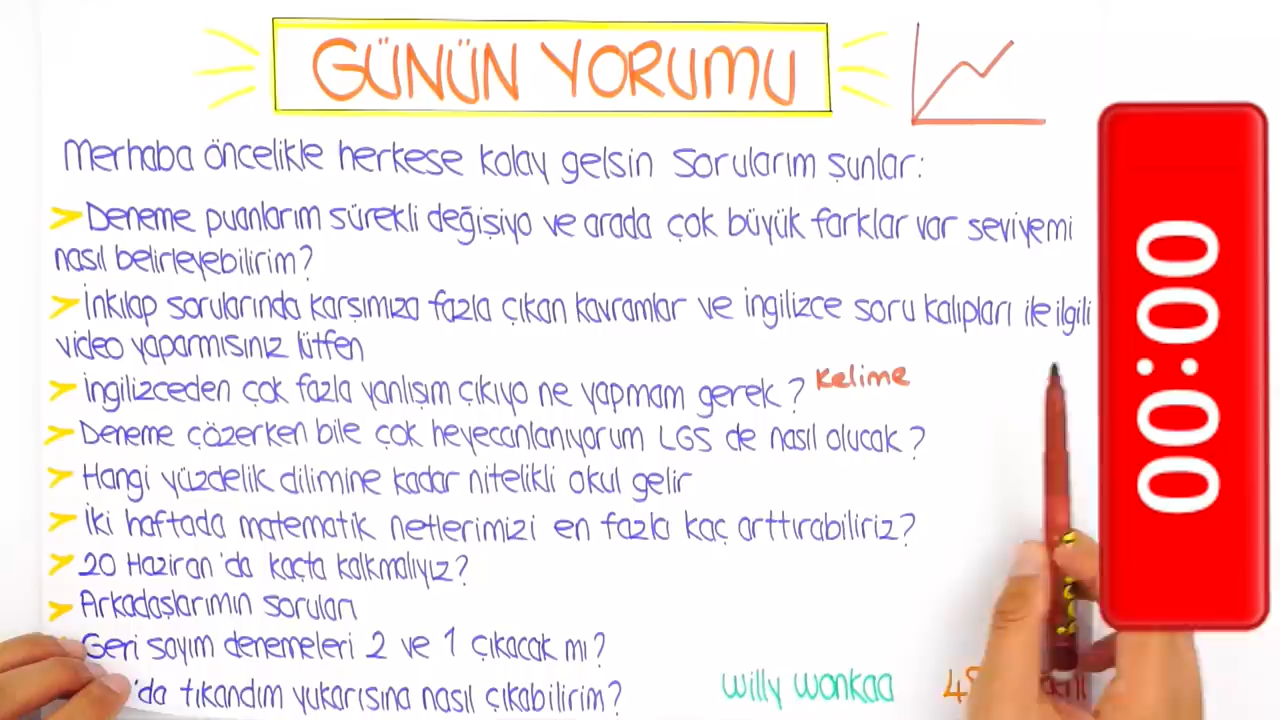 GÜNÜN YORUMU
Merhaba öncelikle herkese kolay gelsin Sorularım şunlar:
Deneme puanlarım sürekli değişiyo ve arada çok büyük farklar var seviyemi
nasıl belirleyebilirim?
İnkılap sorularında karşımıza fazla çıkan kavramlar ve ingilizce soru kalıpları ile ilgili
video yaparmısınız lütfen
İngilizceden çok fazla yanlışım çıkıyo ne yapmam gerek? Kelime
Deneme çözerken bile çok heyecanlanıyorum LGS de nasıl olucak?
Hangi yüzdelik dilimine kadar nitelikli okul gelir
İki haftada matematik netlerimizi en fazla kaç arttırabiliriz?
20 Haziran'da kaçta kalkmalıyız?
Arkadaşlarımın soruları
Geri sayım denemeleri 2 ve 1 çıkacak mı?
'da tıkandım yukarısına nasıl çıkabilirim?
willy wonkaa
00:00